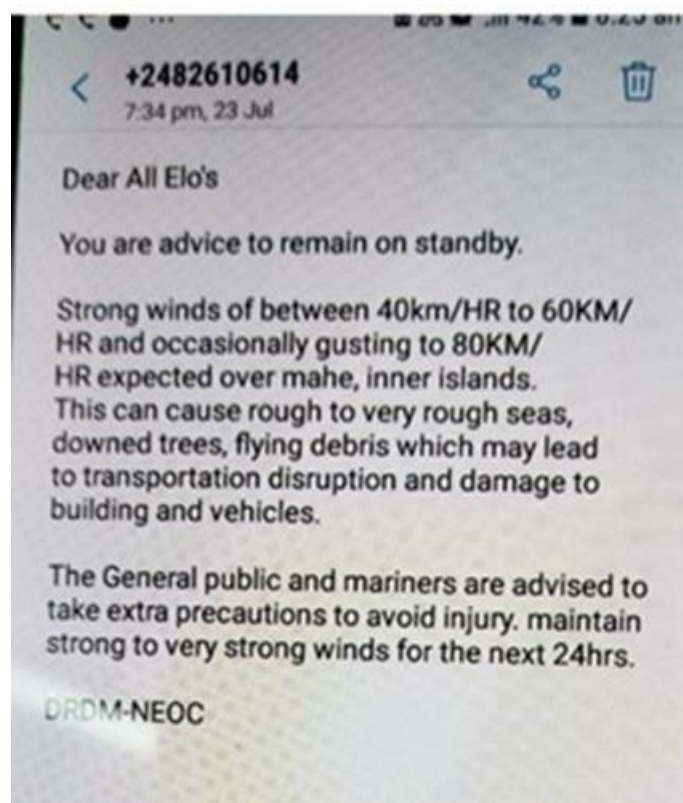 +2482610614
7:34 pm, 23 Jul
Dear All Elo's
You are advice to remain on standby.
Strong winds of between 40km/HR to 60KM/
HR and occasionally gusting to 80KM/
HR expected over mahe, inner islands.
This can cause rough to very rough seas,
downed trees, flying debris which may lead
to transportation disruption and damage to
building and vehicles.
The General public and mariners are advised to
take extra precautions to avoid injury. maintain
strong to very strong winds for the next 24hrs.
DRDM-NEOC